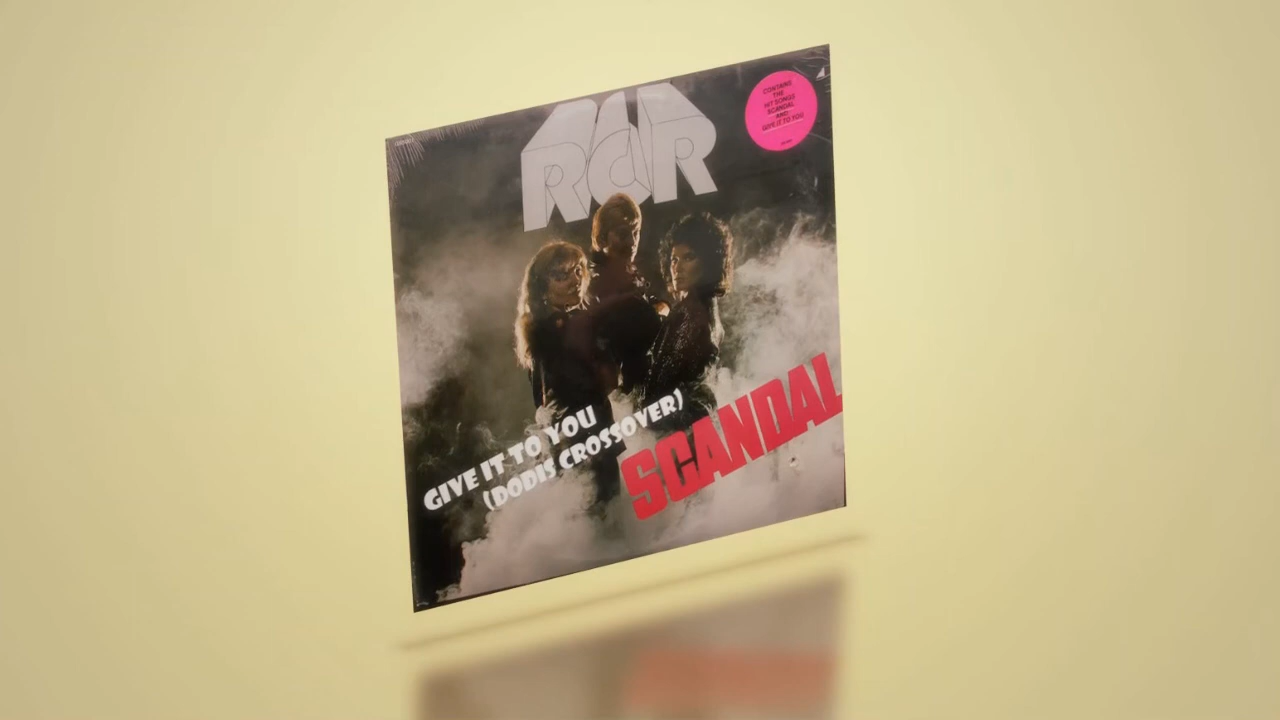 RCR
CONTAINS
THE
HIT SONGS
SCANDAL
AND
GIVE IT TO YOU
GIVE IT TO YOU
(DODIS CROSSOVER)
SCANDAL